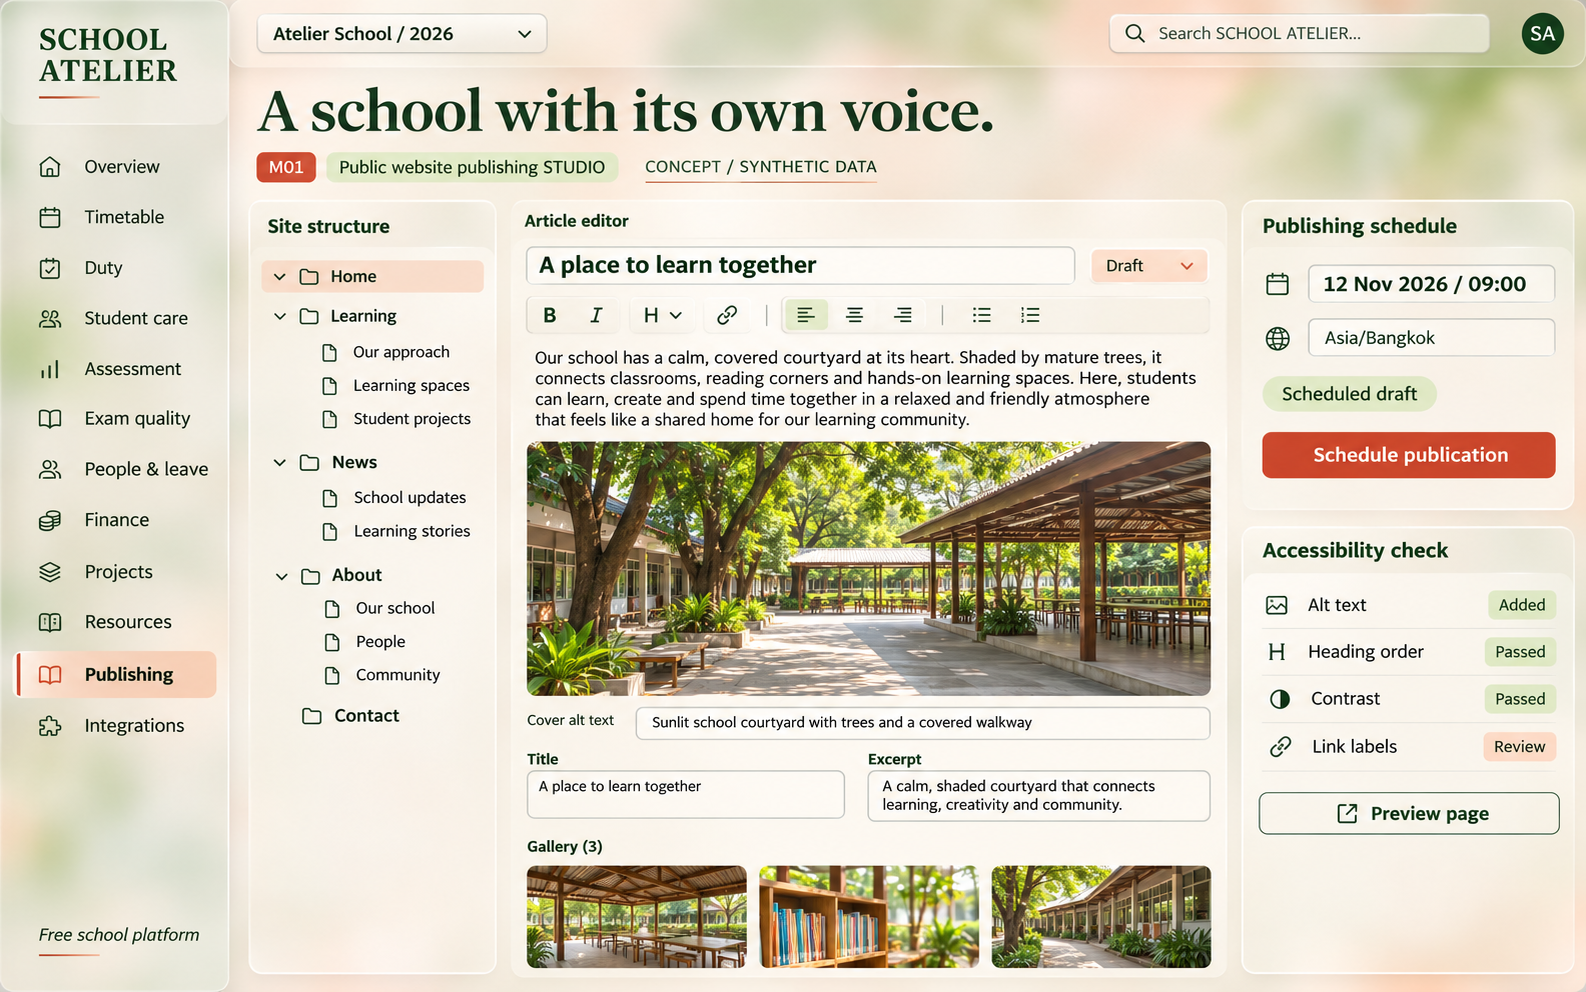 SCHOOL
ATELIER
Overview
Timetable
Duty
Student care
Assessment
Exam quality
People & leave
Finance
Projects
Resources
Publishing
Integrations
Free school platform
Atelier School / 2026
Search SCHOOL ATELIER...
SA
A school with its own voice.
M01
Public website publishing STUDIO
CONCEPT / SYNTHETIC DATA
Site structure
Home
Learning
Our approach
Learning spaces
Student projects
News
School updates
Learning stories
About
Our school
People
Community
Contact
Article editor
A place to learn together
Draft
B I H
Our school has a calm, covered courtyard at its heart. Shaded by mature trees, it
connects classrooms, reading corners and hands-on learning spaces. Here, students
can learn, create and spend time together in a relaxed and friendly atmosphere
that feels like a shared home for our learning community.
Cover alt text
Sunlit school courtyard with trees and a covered walkway
Title
A place to learn together
Excerpt
A calm, shaded courtyard that connects
learning, creativity and community.
Gallery (3)
Publishing schedule
12 Nov 2026 / 09:00
Asia/Bangkok
Scheduled draft
Schedule publication
Accessibility check
Alt text Added
H Heading order Passed
Contrast Passed
Link labels Review
Preview page